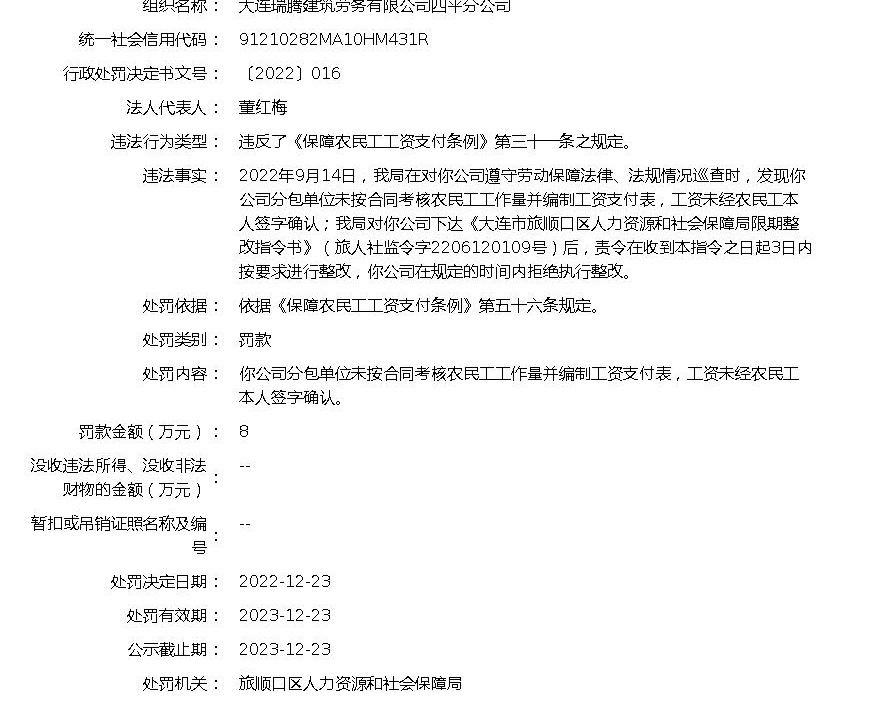 组织名称： 大连瑞腾建筑劳务有限公司四平分公司
统一社会信用代码： 91210282MA10HM431R
行政处罚决定书文号： 〔2022〕016
法人代表人： 董红梅
违法行为类型： 违反了《保障农民工工资支付条例》第三十一条之规定。
违法事实： 2022年9月14日，我局在对你公司遵守劳动保障法律、法规情况巡查时，发现你
公司分包单位未按合同考核农民工工作量并编制工资支付表，工资未经农民工本
人签字确认；我局对你公司下达《大连市旅顺口区人力资源和社会保障局限期整
改指令书》（旅人社监令字2206120109号）后，责令在收到本指令之日起3日内
按要求进行整改，你公司在规定的时间内拒绝执行整改。
处罚依据： 依据《保障农民工工资支付条例》第五十六条规定。
处罚类别： 罚款
处罚内容： 你公司分包单位未按合同考核农民工工作量并编制工资支付表，工资未经农民工
本人签字确认。
罚款金额（万元）： 8
没收违法所得、没收非法
财物的金额（万元）： --
暂扣或吊销证照名称及编
号： --
处罚决定日期： 2022-12-23
处罚有效期： 2023-12-23
公示截止期： 2023-12-23
处罚机关： 旅顺口区人力资源和社会保障局